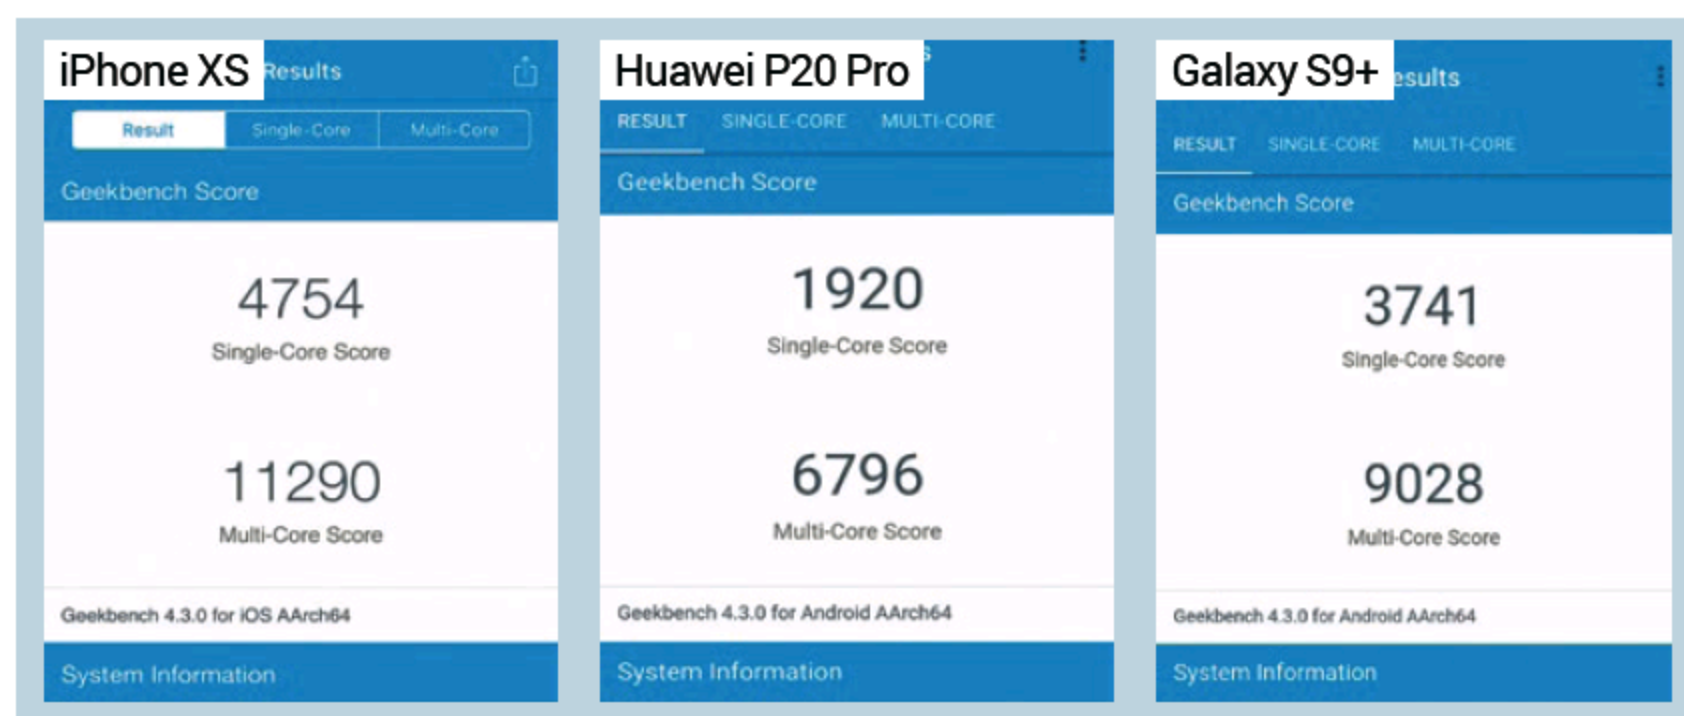 iPhone XS Results
Result Single-Core Multi-Core
Geekbench Score
4754
Single-Core Score
11290
Multi-Core Score
Geekbench 4.3.0 for iOS AArch64
System Information
Huawei P20 Pro s
RESULT SINGLE-CORE MULTI-CORE
Geekbench Score
1920
Single-Core Score
6796
Multi-Core Score
Geekbench 4.3.0 for Android AArch64
System Information
Galaxy S9+ esults
RESULT SINGLE-CORE MULTI-CORE
Geekbench Score
3741
Single-Core Score
9028
Multi-Core Score
Geekbench 4.3.0 for Android AArch64
System Information